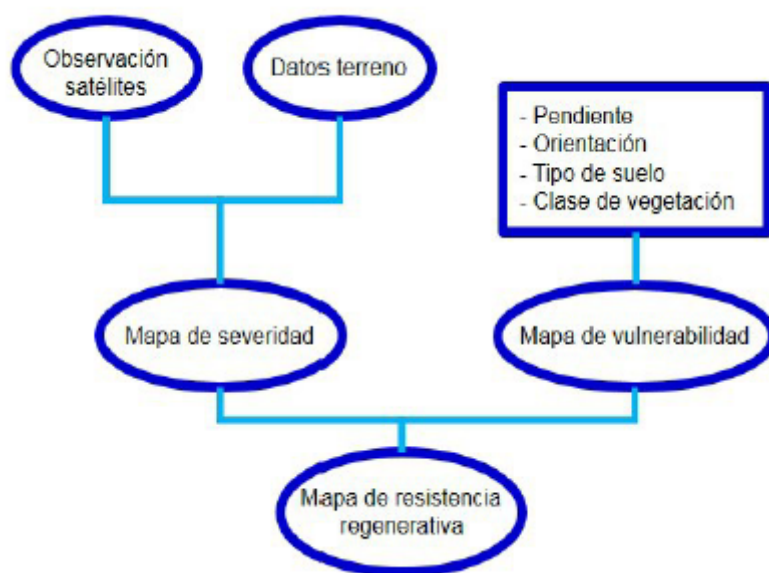 Observación
satélites
Datos terreno
- Pendiente
- Orientación
- Tipo de suelo
- Clase de vegetación
Mapa de severidad
Mapa de vulnerabilidad
Mapa de resistencia
regenerativa